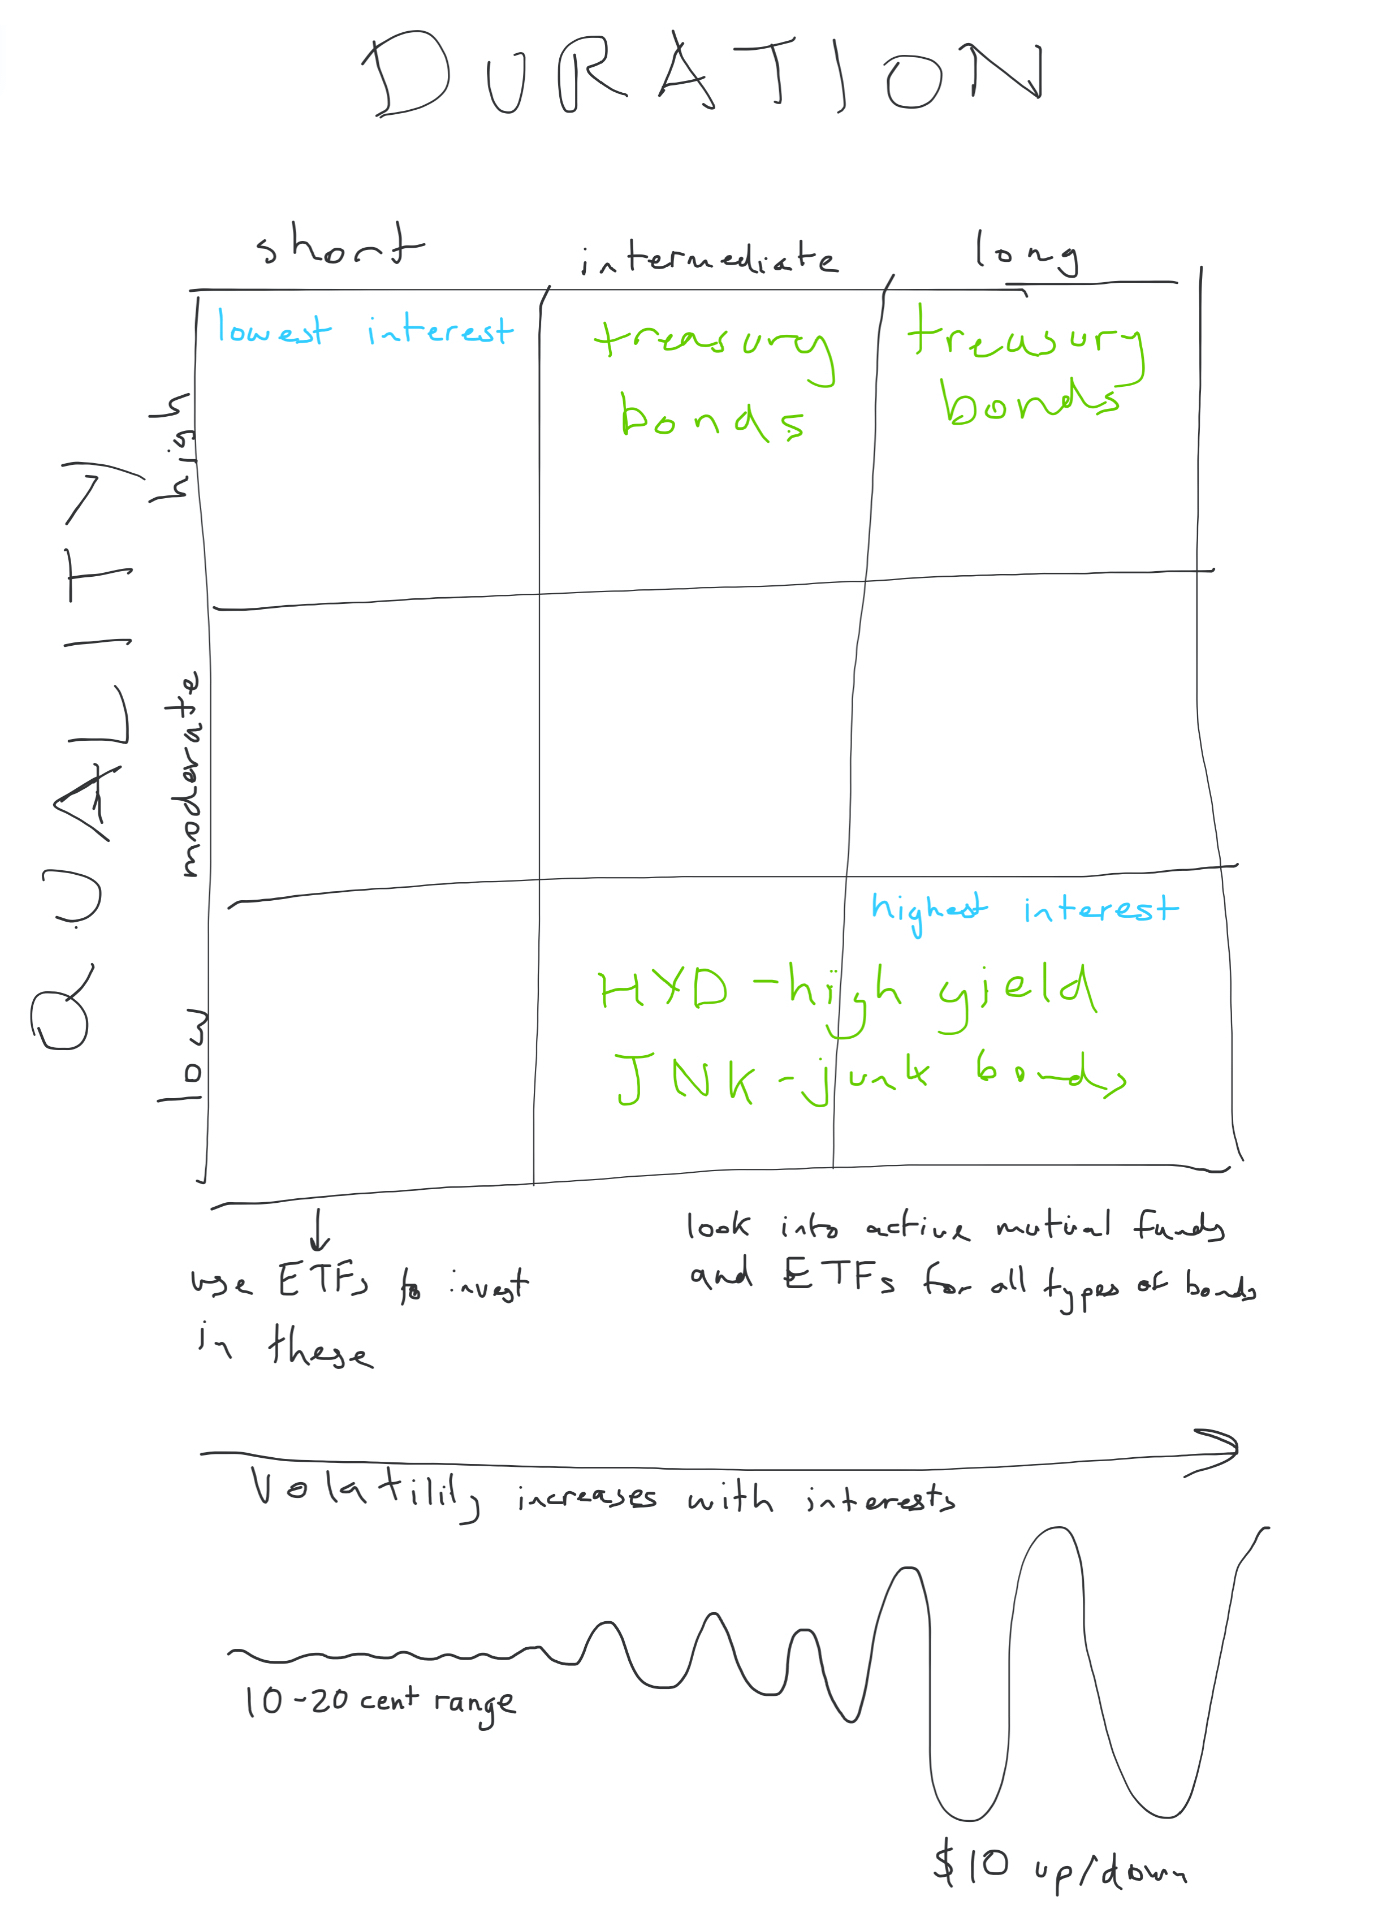 DURATION
short
intermediate
long
lowest interest
treasury
bonds
treasury
bonds
QUALITY
high
moderate
low
highest interest
HYD - high yield
JNK - junk bonds
use ETFs to invest
in these
look into active mutual funds
and ETFs for all types of bonds
Volatility increases with interests
10-20 cent range
$10 up/down